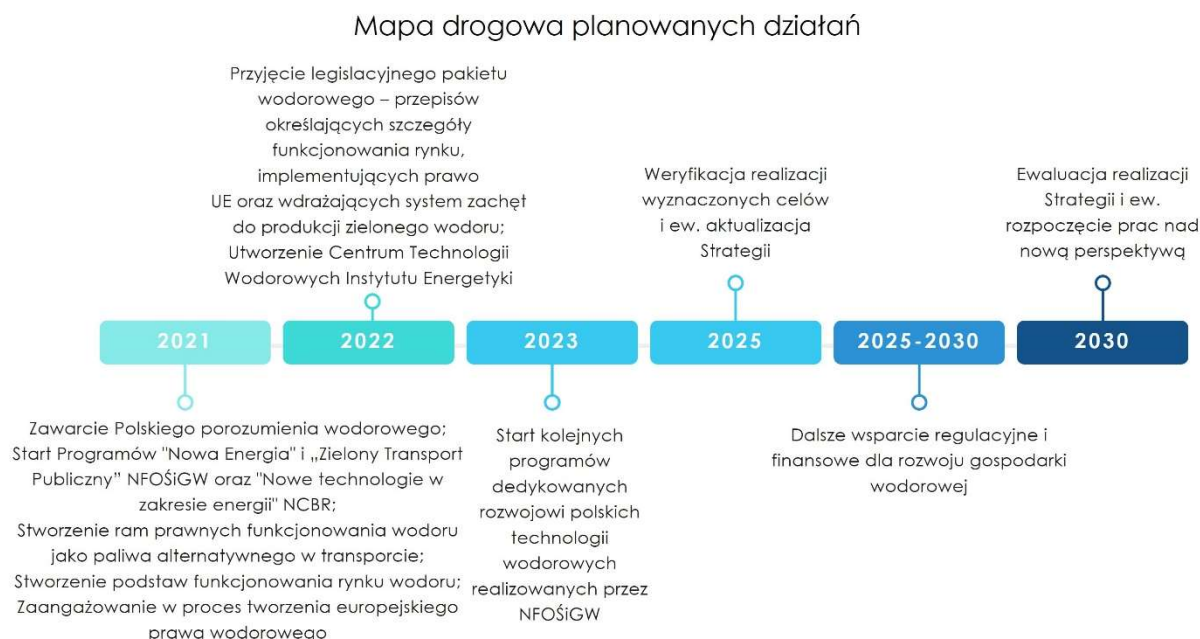 Mapa drogowa planowanych działań
Przyjęcie legislacyjnego pakietu
wodorowego – przepisów
określających szczegóły
funkcjonowania rynku,
implementujących prawo
UE oraz wdrażających system zachęt
do produkcji zielonego wodoru;
Utworzenie Centrum Technologii
Wodorowych Instytutu Energetyki
Weryfikacja realizacji
wyznaczonych celów
i ew. aktualizacja
Strategii
Ewaluacja realizacji
Strategii i ew.
rozpoczęcie prac nad
nową perspektywą
2021
2022
2023
2025
2025-2030
2030
Zawarcie Polskiego porozumienia wodorowego;
Start Programów "Nowa Energia" i „Zielony Transport
Publiczny” NFOŚiGW oraz "Nowe technologie w
zakresie energii" NCBR;
Stworzenie ram prawnych funkcjonowania wodoru
jako paliwa alternatywnego w transporcie;
Stworzenie podstaw funkcjonowania rynku wodoru;
Zaangażowanie w proces tworzenia europejskiego
prawa wodorowego
Start kolejnych
programów
dedykowanych
rozwojowi polskich
technologii
wodorowych
realizowanych przez
NFOŚiGW
Dalsze wsparcie regulacyjne i
finansowe dla rozwoju gospodarki
wodorowej